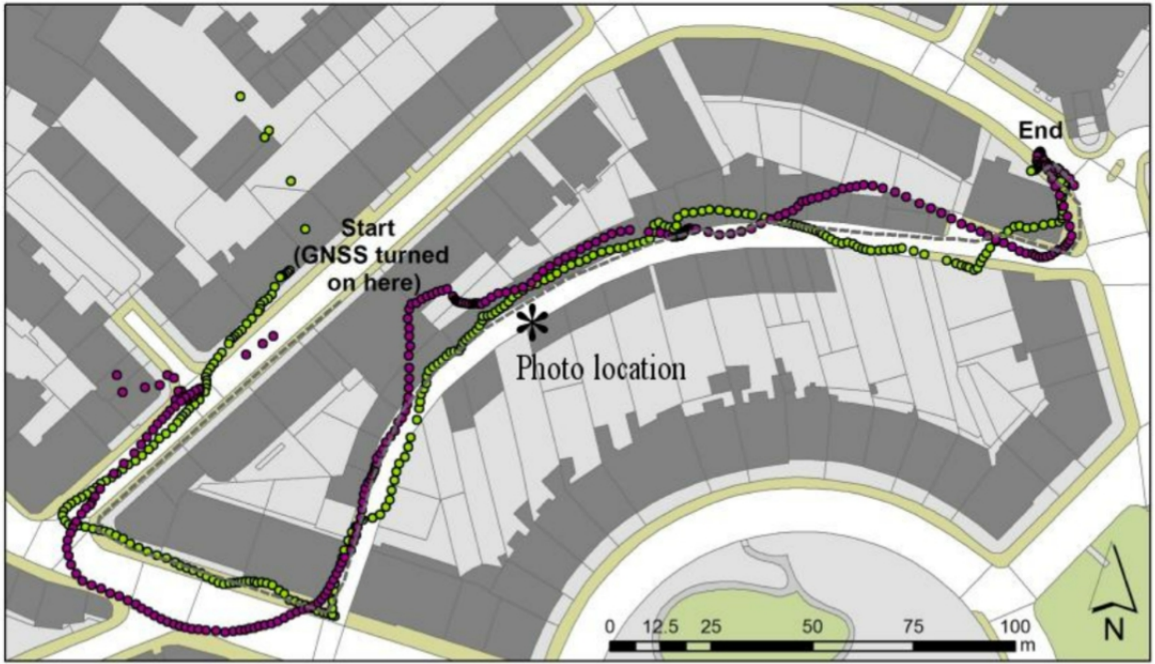 End
Start
(GNSS turned
on here)
*
Photo location
0 12.5 25 50 75 100
m
N